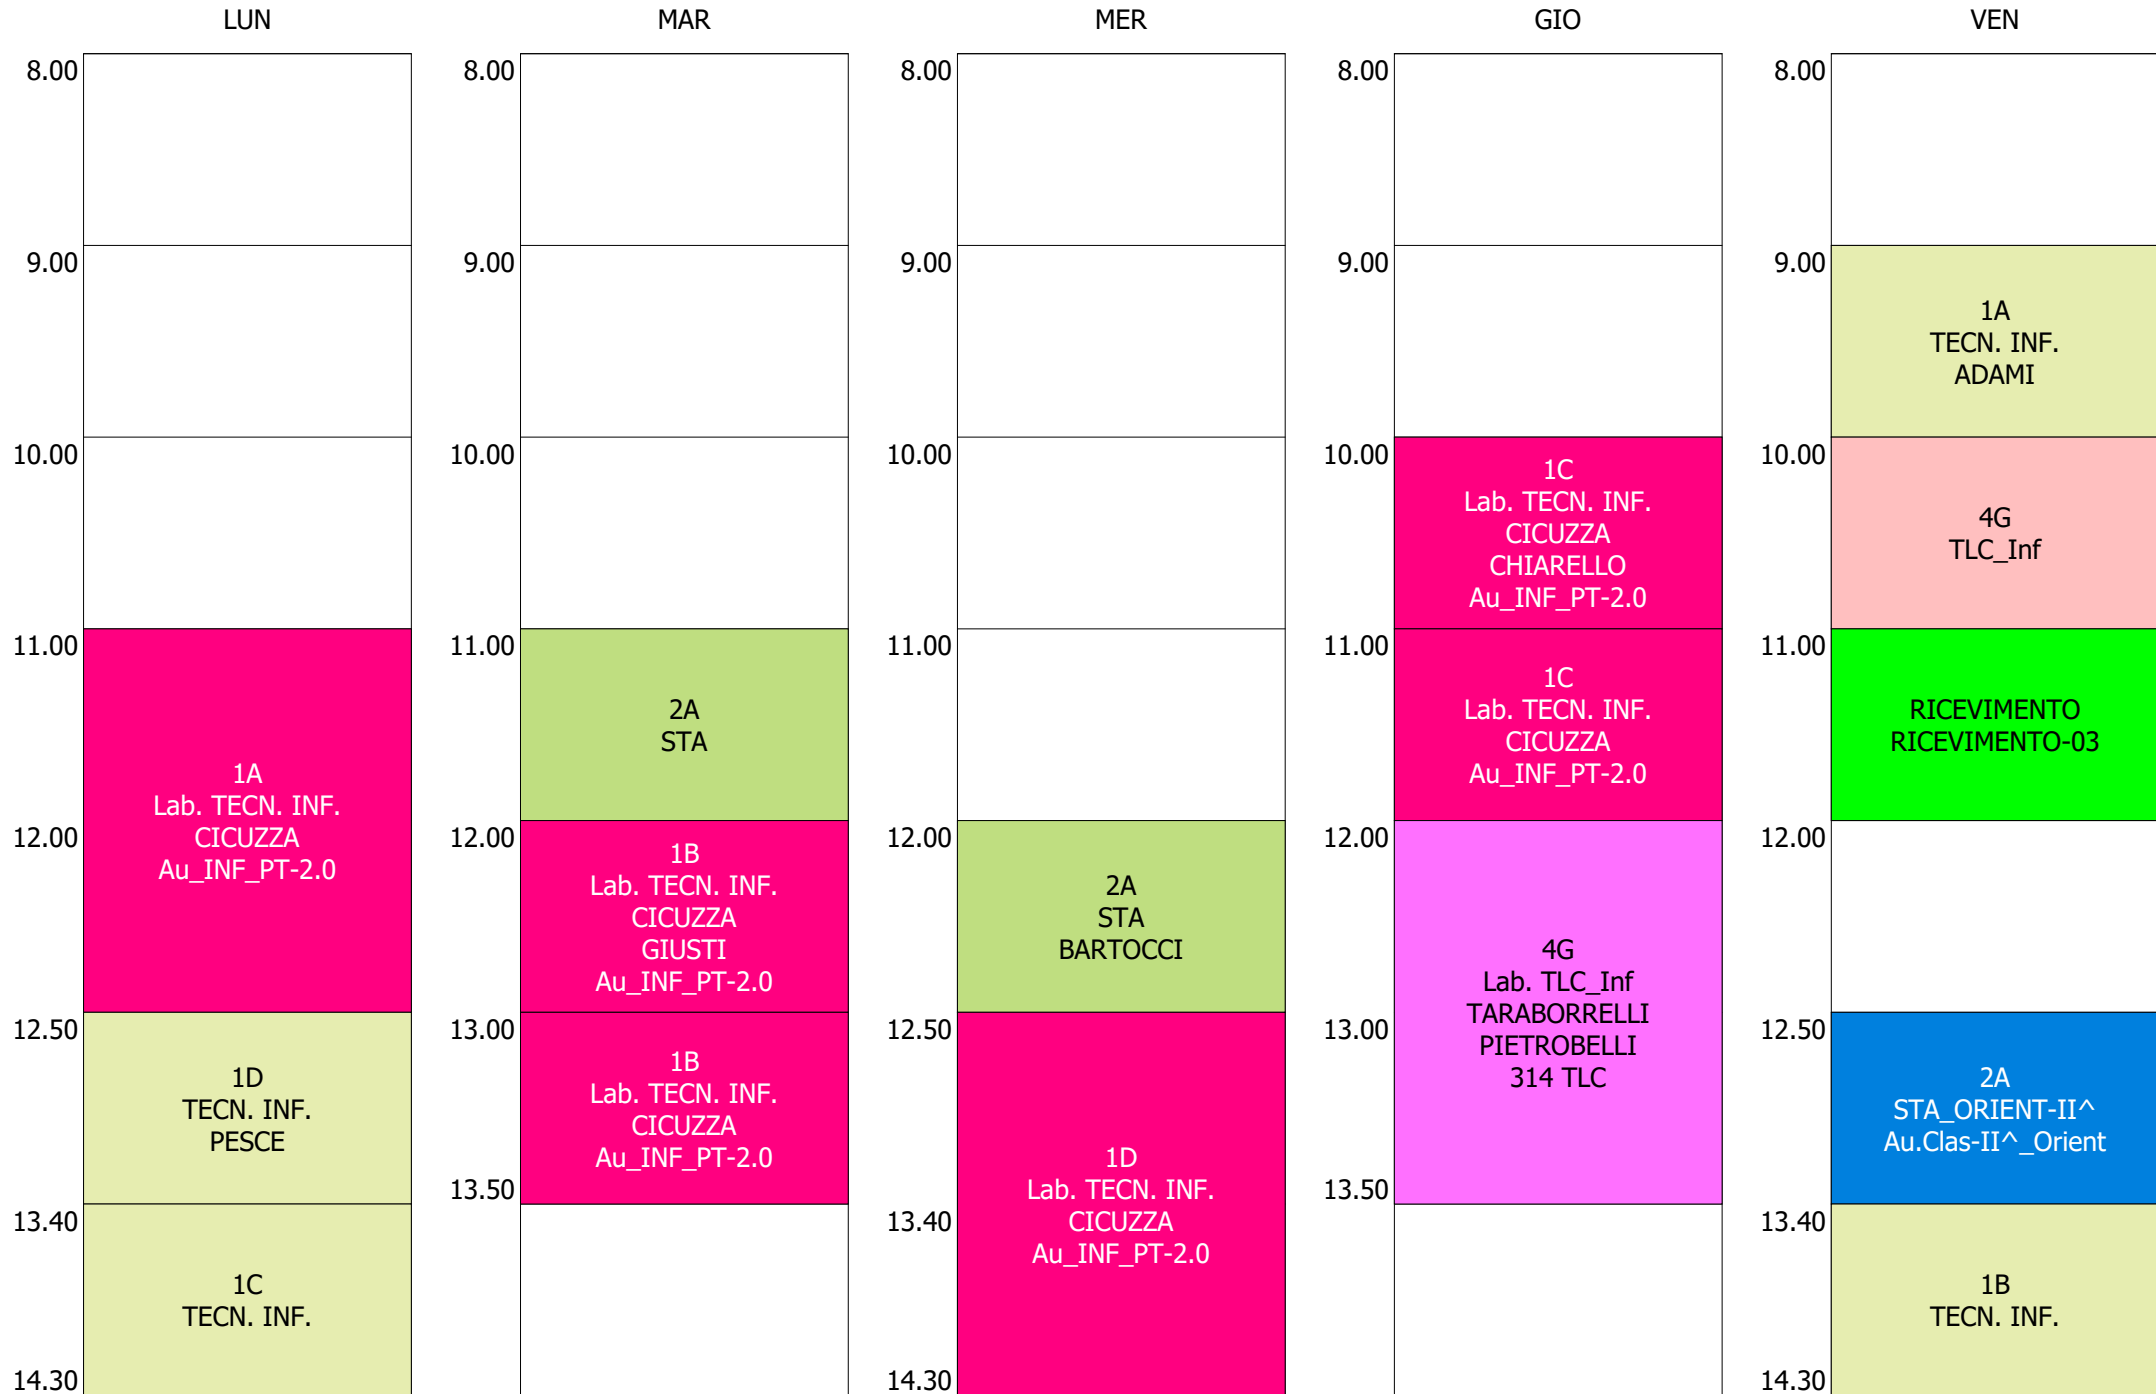 LUN
MAR
MER
GIO
VEN
8.00
9.00
10.00
11.00
1A
Lab. TECN. INF.
CICUZZA
Au_INF_PT-2.0
12.00
12.50
1D
TECN. INF.
PESCE
13.40
1C
TECN. INF.
14.30
8.00
9.00
10.00
11.00
2A
STA
12.00
1B
Lab. TECN. INF.
CICUZZA
GIUSTI
Au_INF_PT-2.0
13.00
1B
Lab. TECN. INF.
CICUZZA
Au_INF_PT-2.0
13.50
8.00
9.00
10.00
11.00
12.00
2A
STA
BARTOCCI
12.50
1D
Lab. TECN. INF.
CICUZZA
Au_INF_PT-2.0
13.40
14.30
8.00
9.00
10.00
1C
Lab. TECN. INF.
CICUZZA
CHIARELLO
Au_INF_PT-2.0
11.00
1C
Lab. TECN. INF.
CICUZZA
Au_INF_PT-2.0
12.00
4G
Lab. TLC_Inf
TARABORRELLI
PIETROBELLI
314 TLC
13.00
13.50
8.00
9.00
1A
TECN. INF.
ADAMI
10.00
4G
TLC_Inf
11.00
RICEVIMENTO
RICEVIMENTO-03
12.00
12.50
2A
STA_ORIENT-II^
Au.Clas-II^_Orient
13.40
1B
TECN. INF.
14.30